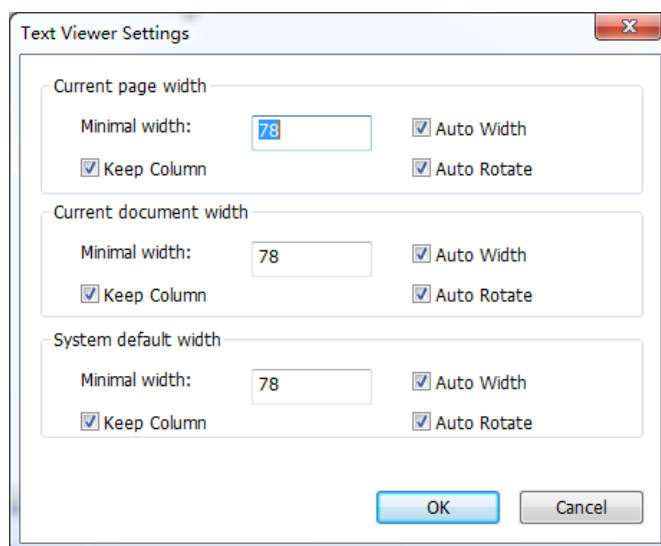 Text Viewer Settings
Current page width
Minimal width: 78 Auto Width
Keep Column Auto Rotate
Current document width
Minimal width: 78 Auto Width
Keep Column Auto Rotate
System default width
Minimal width: 78 Auto Width
Keep Column Auto Rotate
OK Cancel